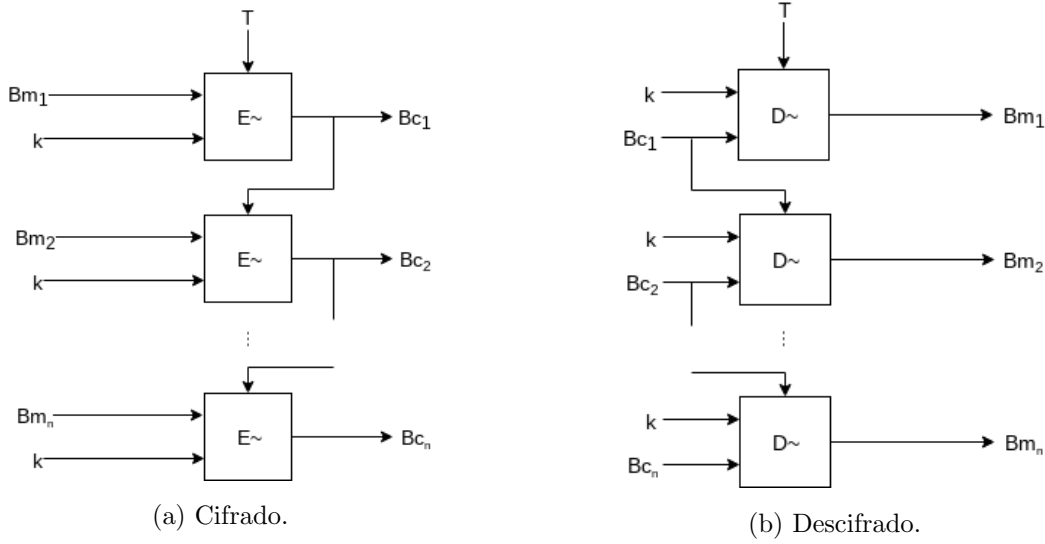 T
Bm1
k
E~
Bc1
Bm2
k
E~
Bc2
Bmn
k
E~
Bcn
(a) Cifrado.
T
k
Bc1
D~
Bm1
k
Bc2
D~
Bm2
k
Bcn
D~
Bmn
(b) Descifrado.